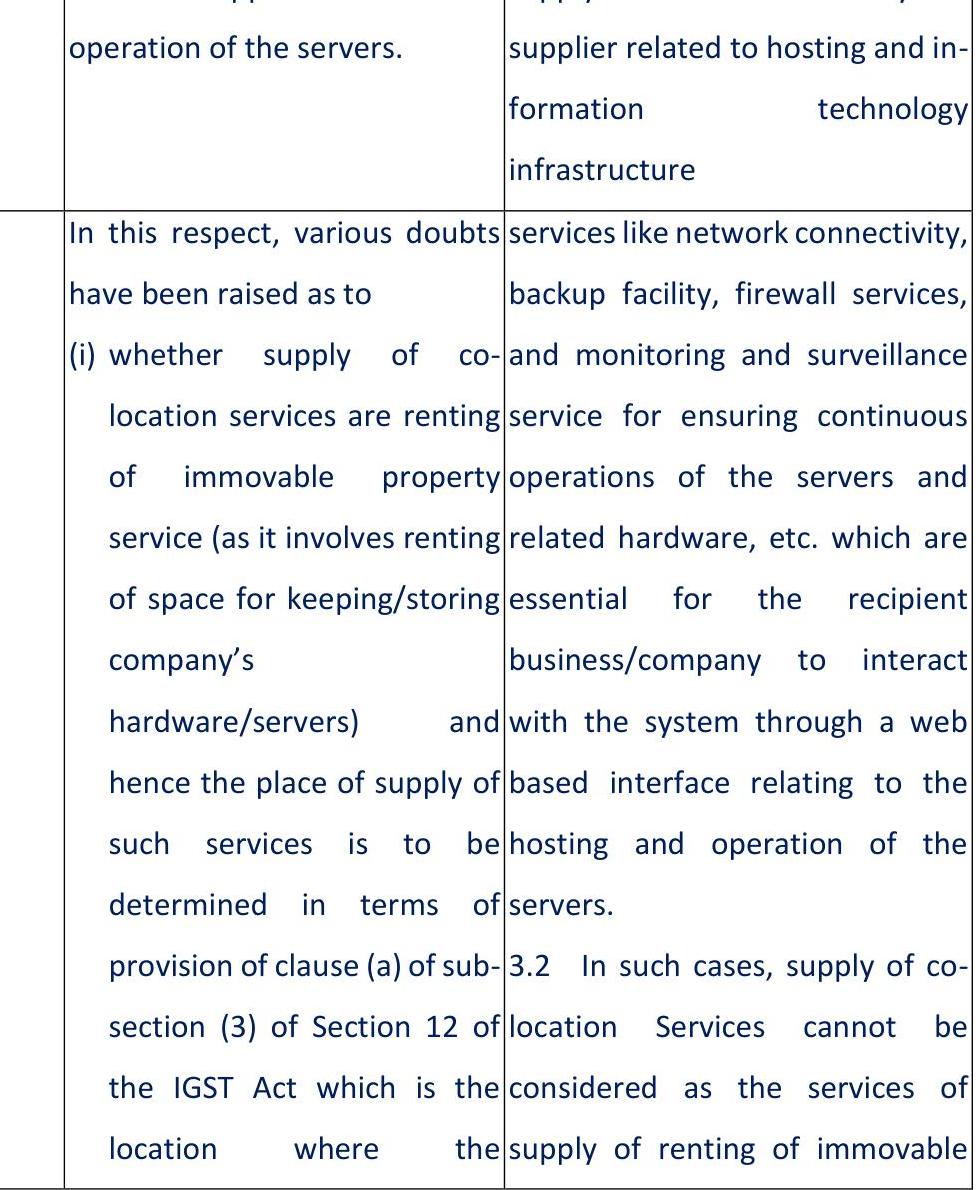 operation of the servers.
supplier related to hosting and in-
formation technology
infrastructure
In this respect, various doubts
have been raised as to
(i) whether supply of co-
location services are renting
of immovable property
service (as it involves renting
of space for keeping/storing
company’s
hardware/servers) and
hence the place of supply of
such services is to be
determined in terms of
provision of clause (a) of sub-
section (3) of Section 12 of
the IGST Act which is the
location where the
services like network connectivity,
backup facility, firewall services,
and monitoring and surveillance
service for ensuring continuous
operations of the servers and
related hardware, etc. which are
essential for the recipient
business/company to interact
with the system through a web
based interface relating to the
hosting and operation of the
servers.
3.2 In such cases, supply of co-
location Services cannot be
considered as the services of
supply of renting of immovable